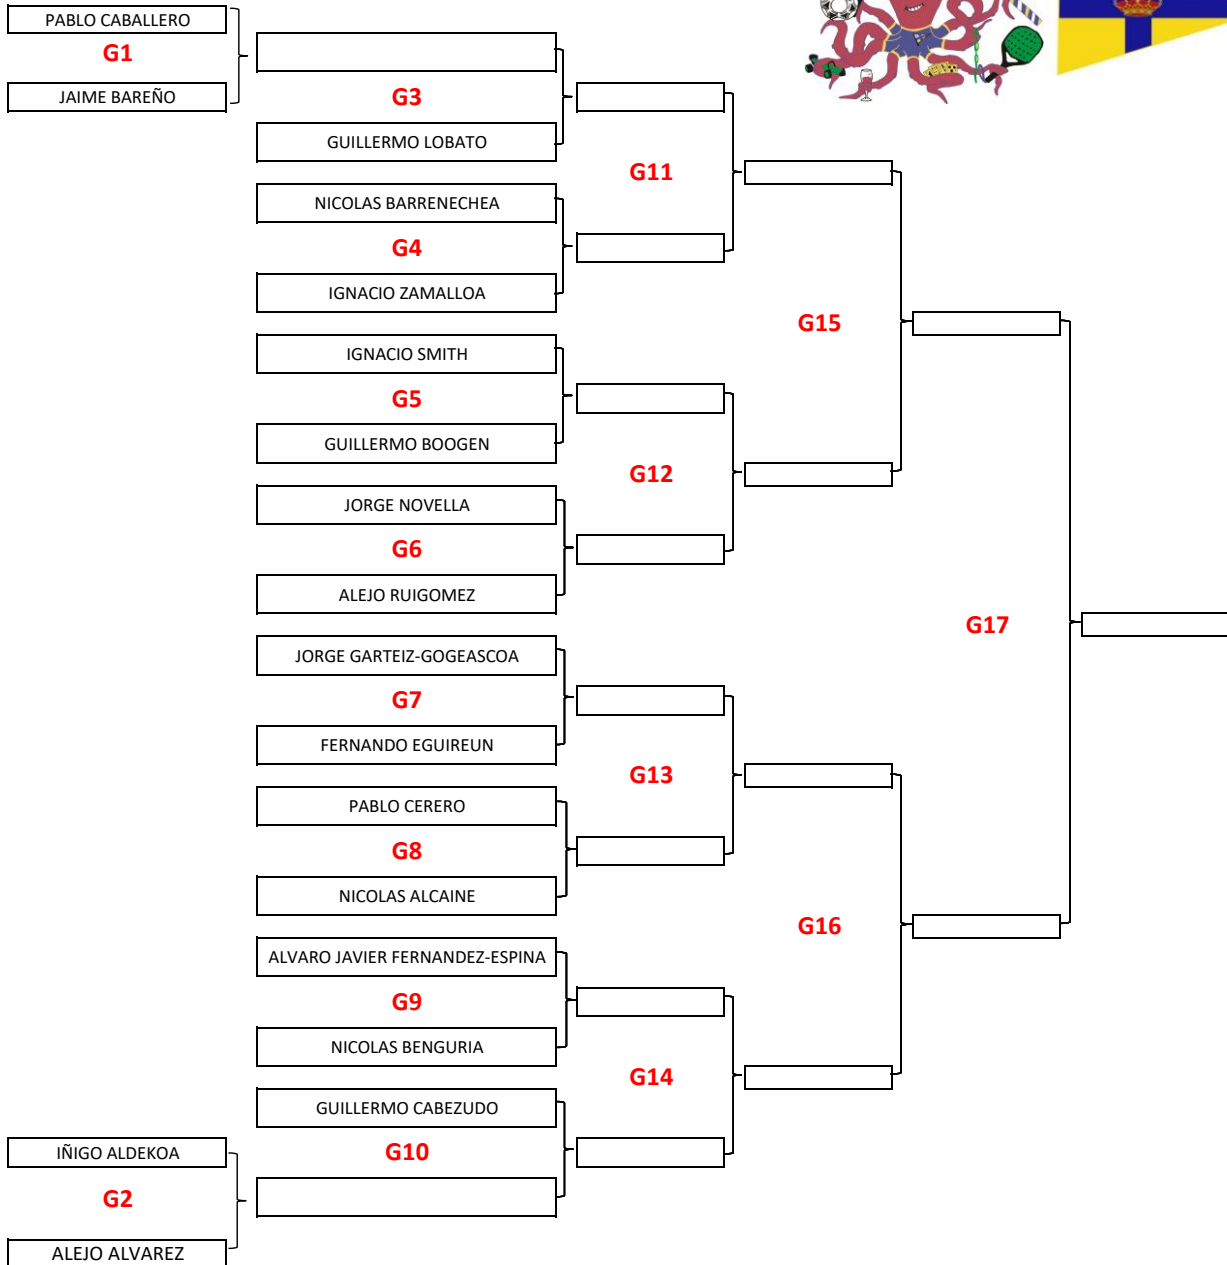 PABLO CABALLERO
G1
JAIME BAREÑO
G3
GUILLERMO LOBATO
G11
NICOLAS BARRENECHEA
G4
IGNACIO ZAMALLOA
G15
IGNACIO SMITH
G5
GUILLERMO BOOGEN
G12
JORGE NOVELLA
G6
ALEJO RUIGOMEZ
G17
JORGE GARTEIZ-GOGEASCOA
G7
FERNANDO EGUIREUN
G13
PABLO CERERO
G8
NICOLAS ALCAINE
G16
ALVARO JAVIER FERNANDEZ-ESPINA
G9
NICOLAS BENGURIA
G14
GUILLERMO CABEZUDO
G10
IÑIGO ALDEKOA
G2
ALEJO ALVAREZ